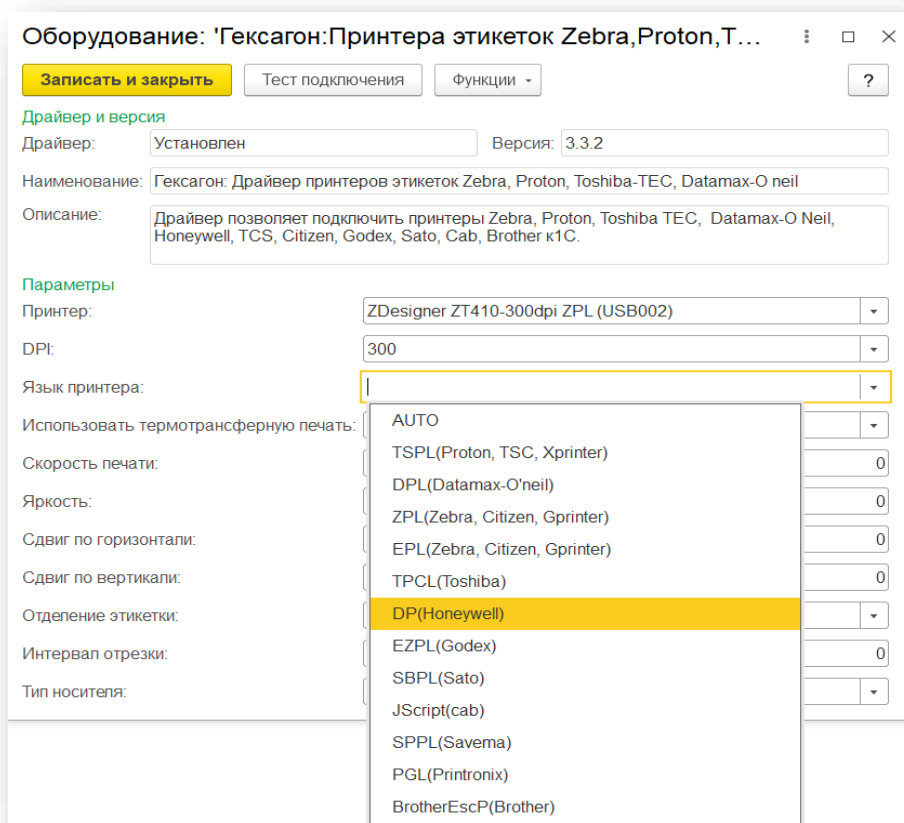 Оборудование: 'Гексагон:Принтера этикеток Zebra,Proton,T...
Записать и закрыть Тест подключения Функции ?
Драйвер и версия
Драйвер: Установлен Версия: 3.3.2
Наименование: Гексагон: Драйвер принтеров этикеток Zebra, Proton, Toshiba-TEC, Datamax-O neil
Описание: Драйвер позволяет подключить принтеры Zebra, Proton, Toshiba TEC, Datamax-O Neil,
Honeywell, TCS, Citizen, Godex, Sato, Cab, Brother к1С.
Параметры
Принтер: ZDesigner ZT410-300dpi ZPL (USB002)
DPI: 300
Язык принтера:
Использовать термотрансферную печать:
Скорость печати: 0
Яркость: 0
Сдвиг по горизонтали: 0
Сдвиг по вертикали: 0
Отделение этикетки:
Интервал отрезки: 0
Тип носителя:
AUTO
TSPL(Proton, TSC, Xprinter)
DPL(Datamax-O'neil)
ZPL(Zebra, Citizen, Gprinter)
EPL(Zebra, Citizen, Gprinter)
TPCL(Toshiba)
DP(Honeywell)
EZPL(Godex)
SBPL(Sato)
JScript(cab)
SPPL(Savema)
PGL(Printronix)
BrotherEscP(Brother)